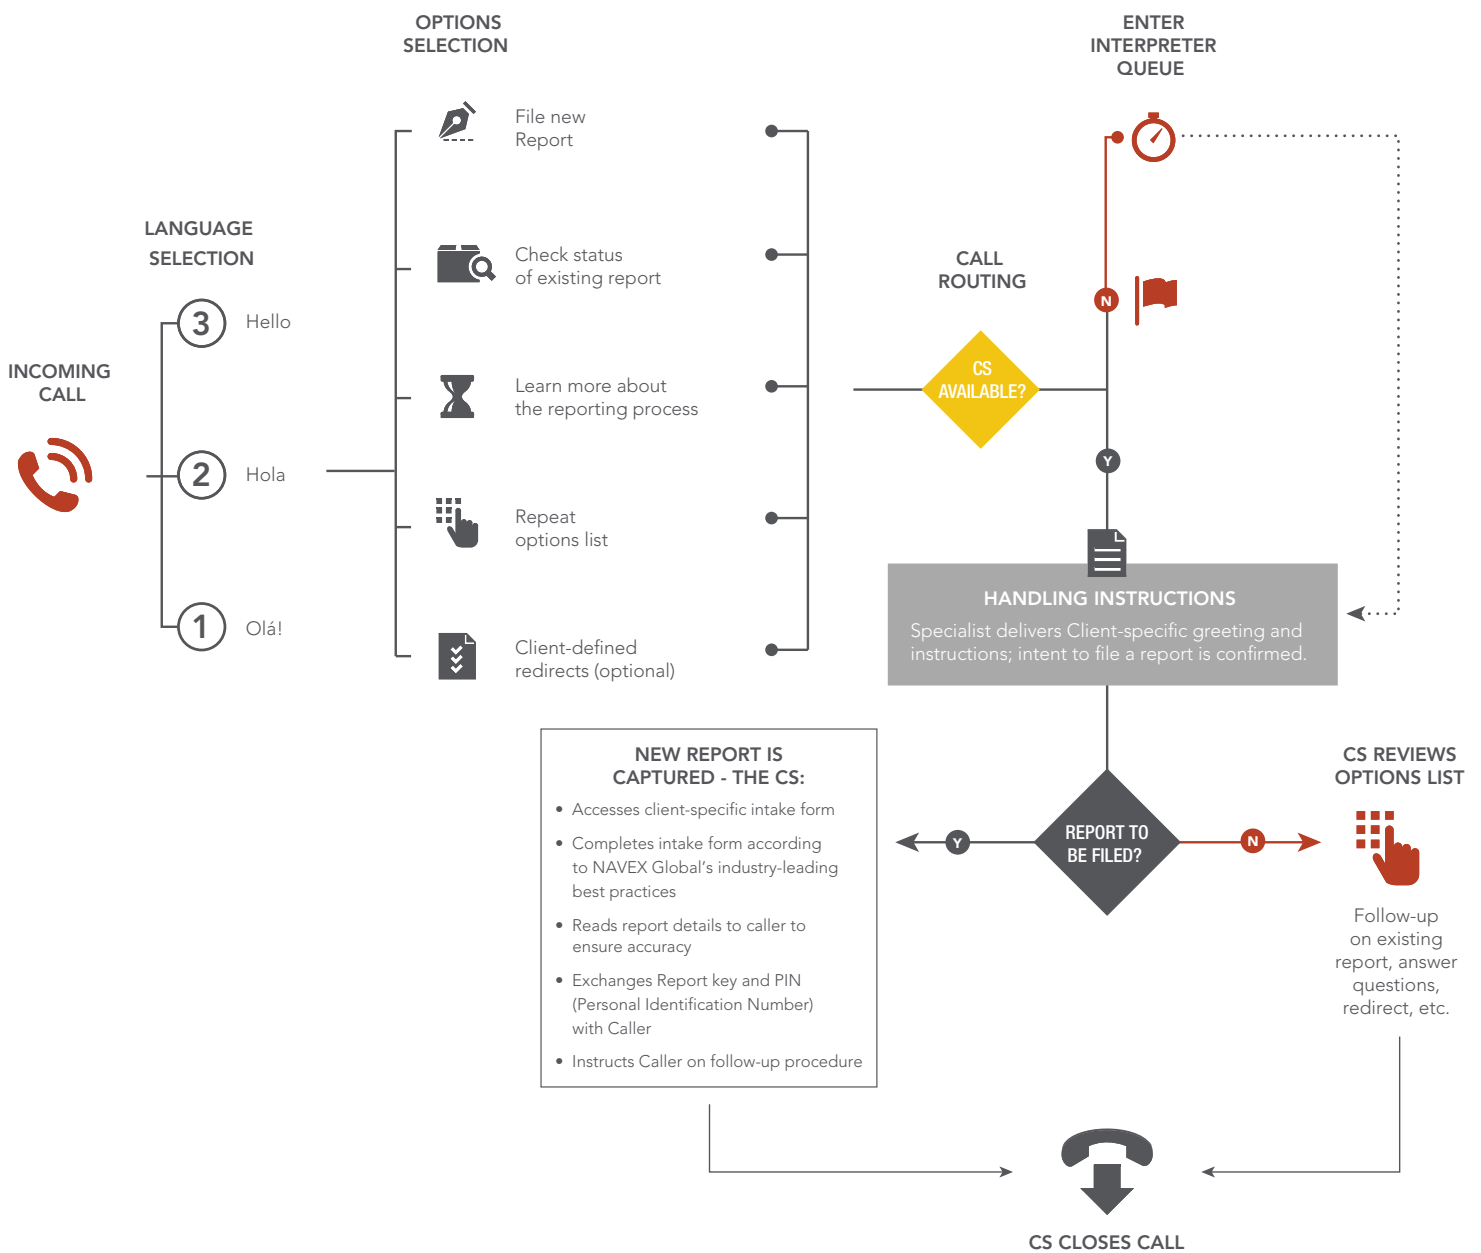 INCOMING
CALL
LANGUAGE
SELECTION
3
Hello
2
Hola
1
Olá!
OPTIONS
SELECTION
File new
Report
Check status
of existing report
Learn more about
the reporting process
Repeat
options list
Client-defined
redirects (optional)
CALL
ROUTING
CS
AVAILABLE?
N
ENTER
INTERPRETER
QUEUE
Y
HANDLING INSTRUCTIONS
Specialist delivers Client-specific greeting and
instructions; intent to file a report is confirmed.
REPORT TO
BE FILED?
Y
N
NEW REPORT IS
CAPTURED - THE CS:
• Accesses client-specific intake form
• Completes intake form according
to NAVEX Global's industry-leading
best practices
• Reads report details to caller to
ensure accuracy
• Exchanges Report key and PIN
(Personal Identification Number)
with Caller
• Instructs Caller on follow-up procedure
CS REVIEWS
OPTIONS LIST
Follow-up
on existing
report, answer
questions,
redirect, etc.
CS CLOSES CALL